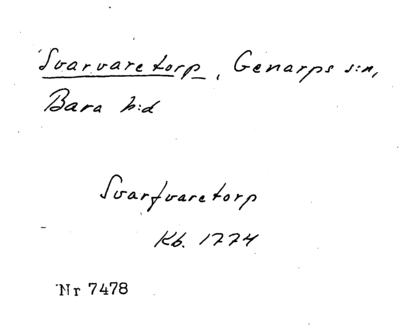 Svarvaretorp, Genarps s:n,
Bara h:d
Svarfvaretorp
Kb. 1774
Nr 7478